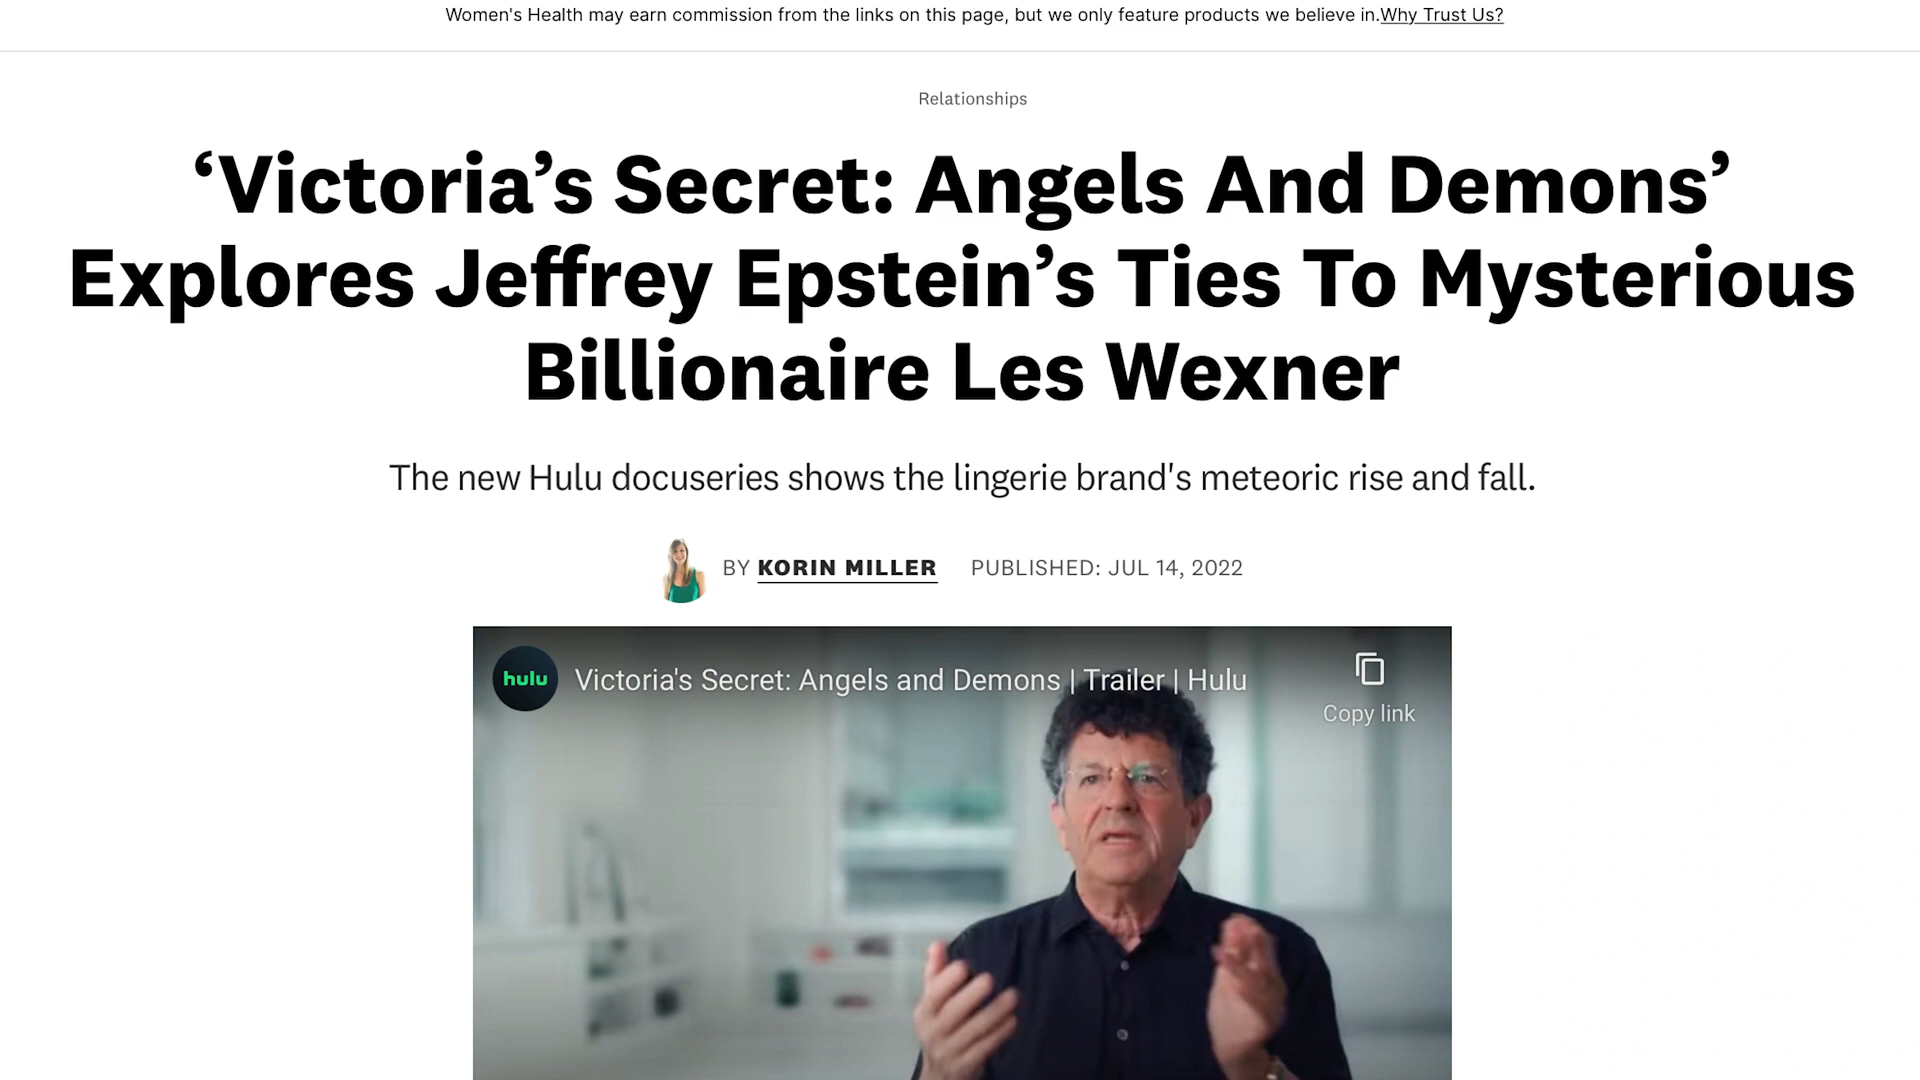 Women's Health may earn commission from the links on this page, but we only feature products we believe in.Why Trust Us?
Relationships
‘Victoria’s Secret: Angels And Demons’
Explores Jeffrey Epstein’s Ties To Mysterious
Billionaire Les Wexner
The new Hulu docuseries shows the lingerie brand's meteoric rise and fall.
BY KORIN MILLER PUBLISHED: JUL 14, 2022
hulu Victoria's Secret: Angels and Demons | Trailer | Hulu
Copy link